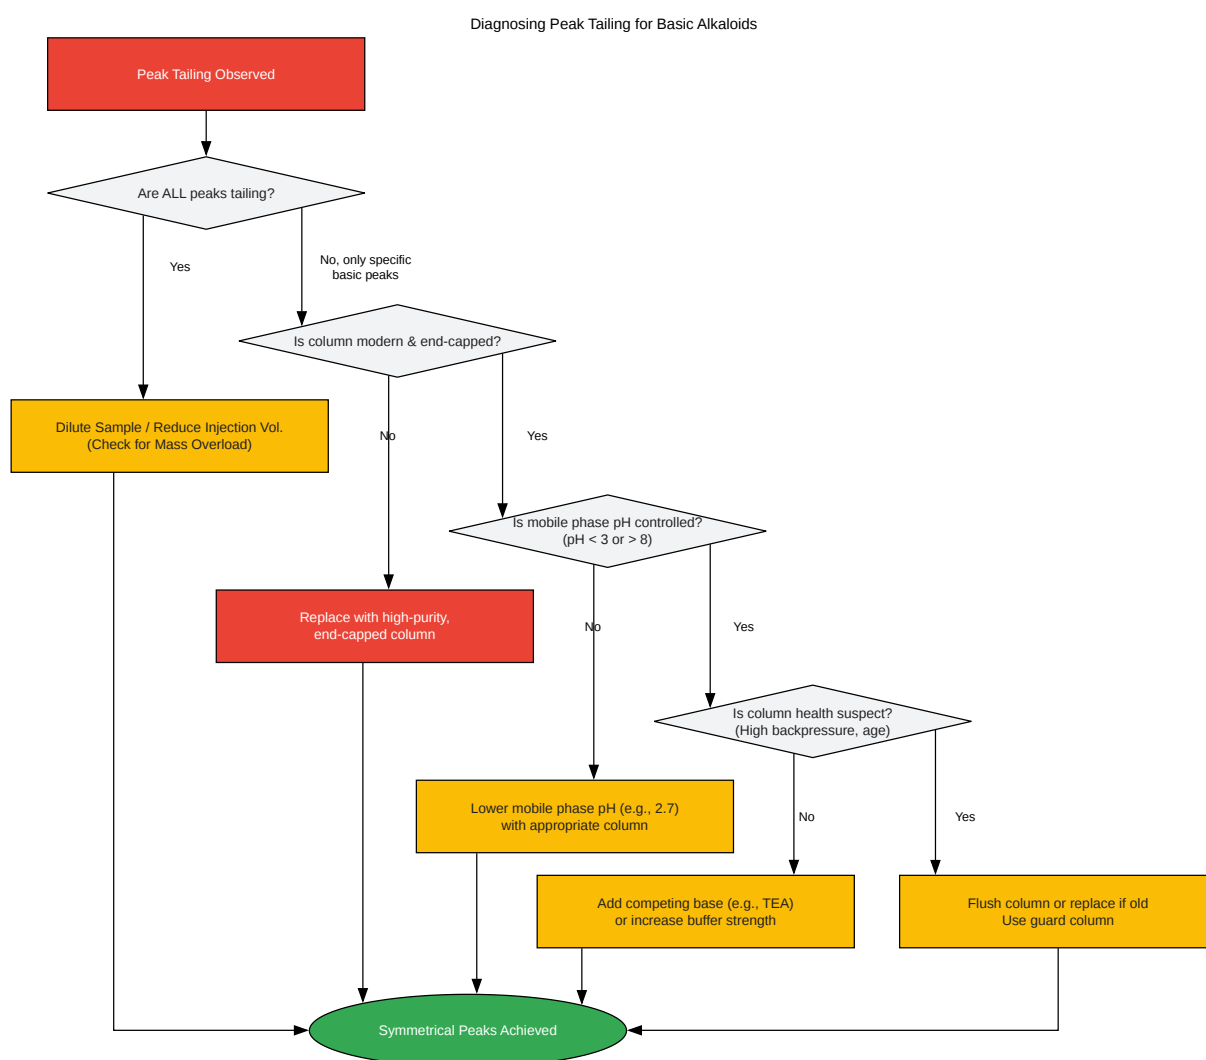 Diagnosing Peak Tailing for Basic Alkaloids
Peak Tailing Observed
Are ALL peaks tailing?
Yes
No, only specific
basic peaks
Is column modern & end-capped?
Dilute Sample / Reduce Injection Vol.
(Check for Mass Overload)
No
Yes
Is mobile phase pH controlled?
(pH < 3 or > 8)
Replace with high-purity,
end-capped column
No
Yes
Is column health suspect?
(High backpressure, age)
Lower mobile phase pH (e.g., 2.7)
with appropriate column
No
Yes
Add competing base (e.g., TEA)
or increase buffer strength
Flush column or replace if old
Use guard column
Symmetrical Peaks Achieved